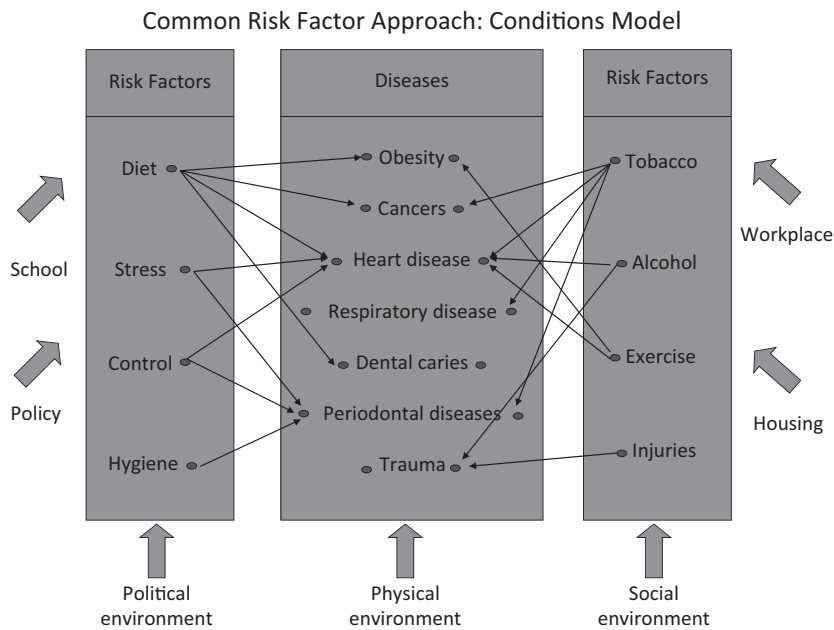 Common Risk Factor Approach: Conditions Model
Risk Factors
Diet
Stress
Control
Hygiene
Diseases
Obesity
Cancers
Heart disease
Respiratory disease
Dental caries
Periodontal diseases
Trauma
Risk Factors
Tobacco
Alcohol
Exercise
Injuries
School
Policy
Workplace
Housing
Political
environment
Physical
environment
Social
environment